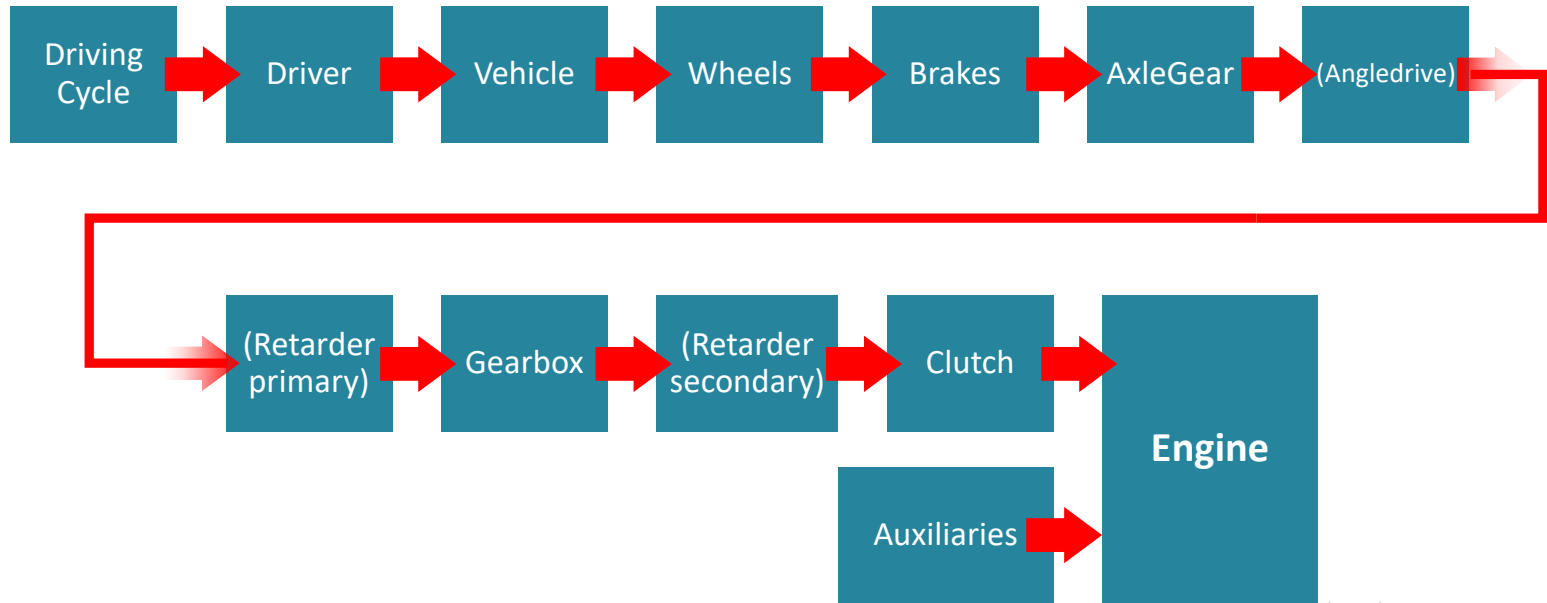 Driving
Cycle
Driver
Vehicle
Wheels
Brakes
AxleGear
(Angledrive)
(Retarder
primary)
Gearbox
(Retarder
secondary)
Clutch
Engine
Auxiliaries